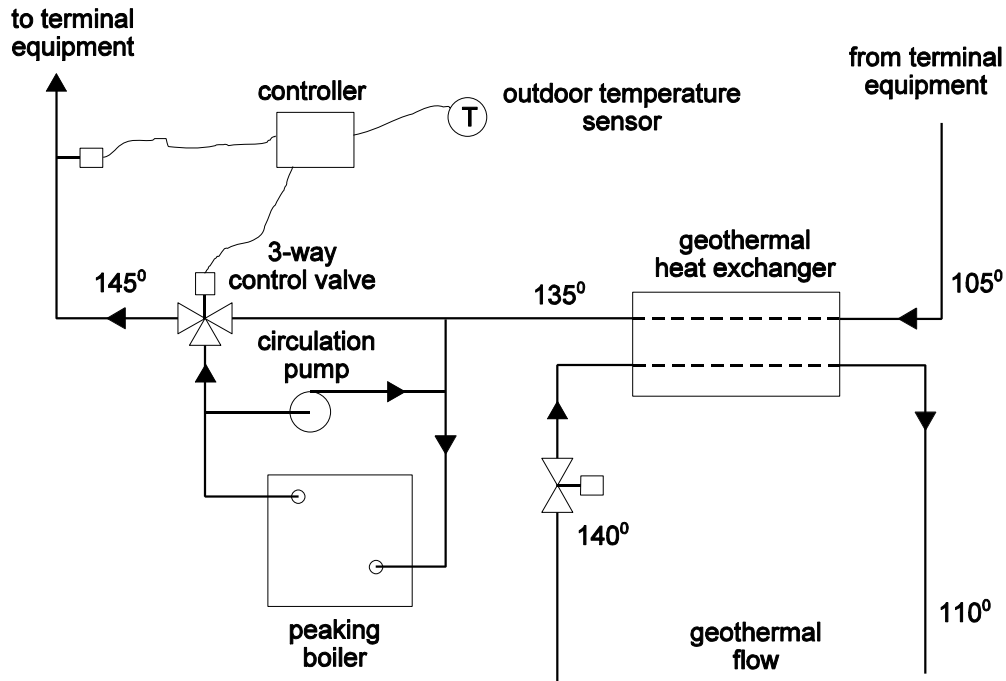 to terminal
equipment
from terminal
equipment
controller
T
outdoor temperature
sensor
3-way
control valve
geothermal
heat exchanger
145⁰
135⁰
105⁰
circulation
pump
140⁰
110⁰
peaking
boiler
geothermal
flow